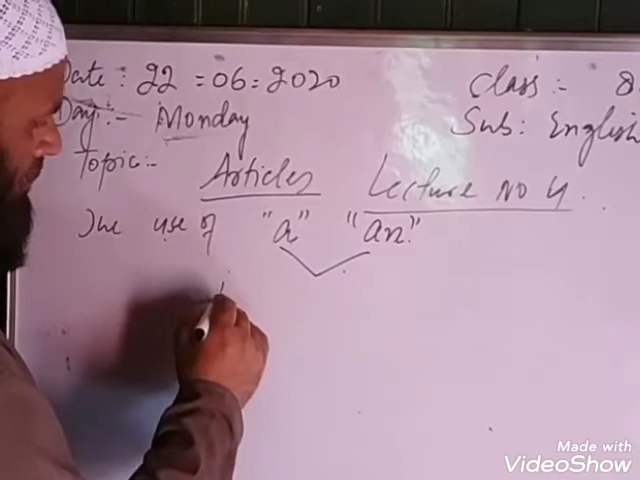 Date : 22 = 06 = 2020 Class :- 8
Day :- Monday Sub : English
Topic :- Articles Lecture No 4
The use of "a" "an"
Made with
VideoShow